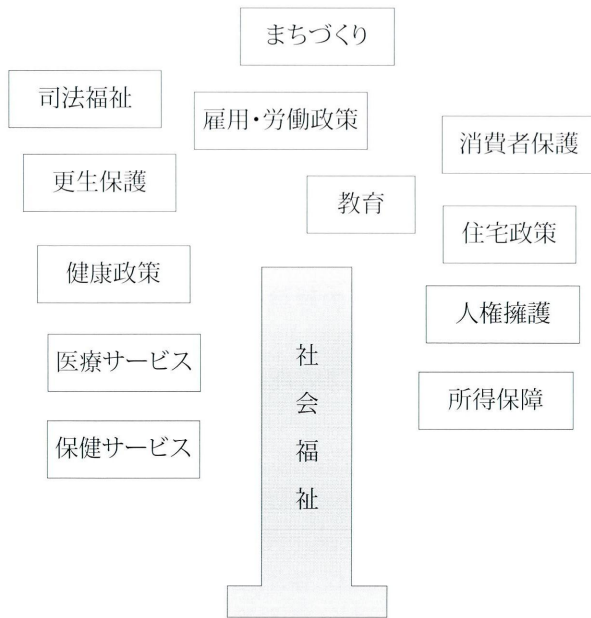 まちづくり
司法福祉
雇用・労働政策
消費者保護
更生保護
教育
住宅政策
健康政策
人権擁護
医療サービス
社会福祉
所得保障
保健サービス